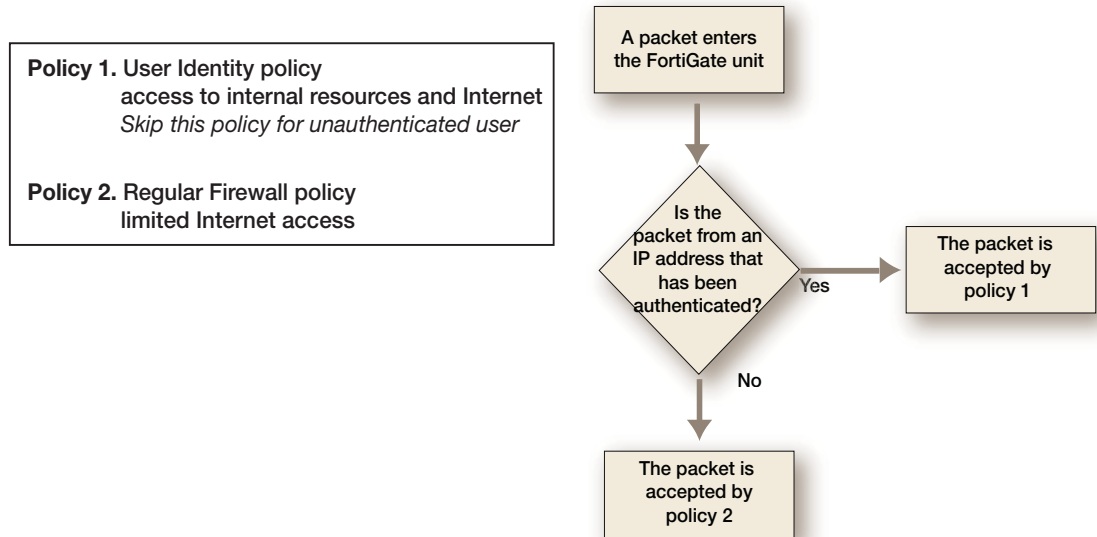 Policy 1. User Identity policy
access to internal resources and Internet
Skip this policy for unauthenticated user
Policy 2. Regular Firewall policy
limited Internet access
A packet enters
the FortiGate unit
Is the
packet from an
IP address that
has been
authenticated?
Yes
The packet is
accepted by
policy 1
No
The packet is
accepted by
policy 2